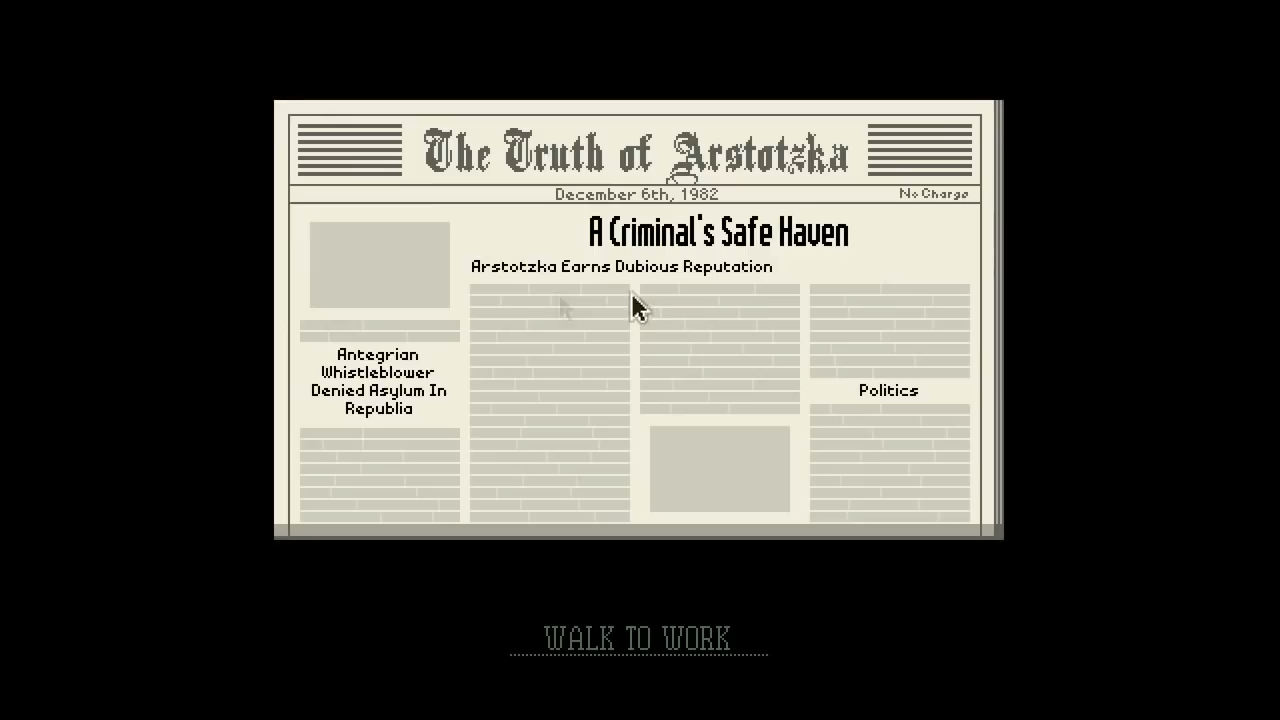 The Truth of Arstotzka
December 6th, 1982
No Charge
A Criminal's Safe Haven
Arstotzka Earns Dubious Reputation
Antegrian
Whistleblower
Denied Asylum In
Republia
Politics
WALK TO WORK